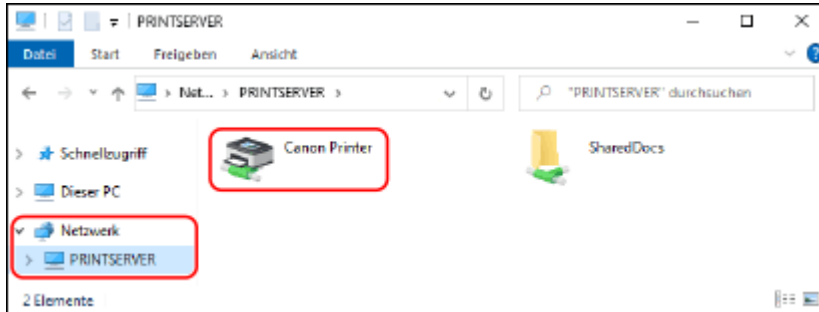 PRINTSERVER
Datei Start Freigeben Ansicht
Net... PRINTSERVER "PRINTSERVER" durchsuchen
Schnellzugriff
Canon Printer
SharedDocs
Dieser PC
Netzwerk
PRINTSERVER
2 Elemente